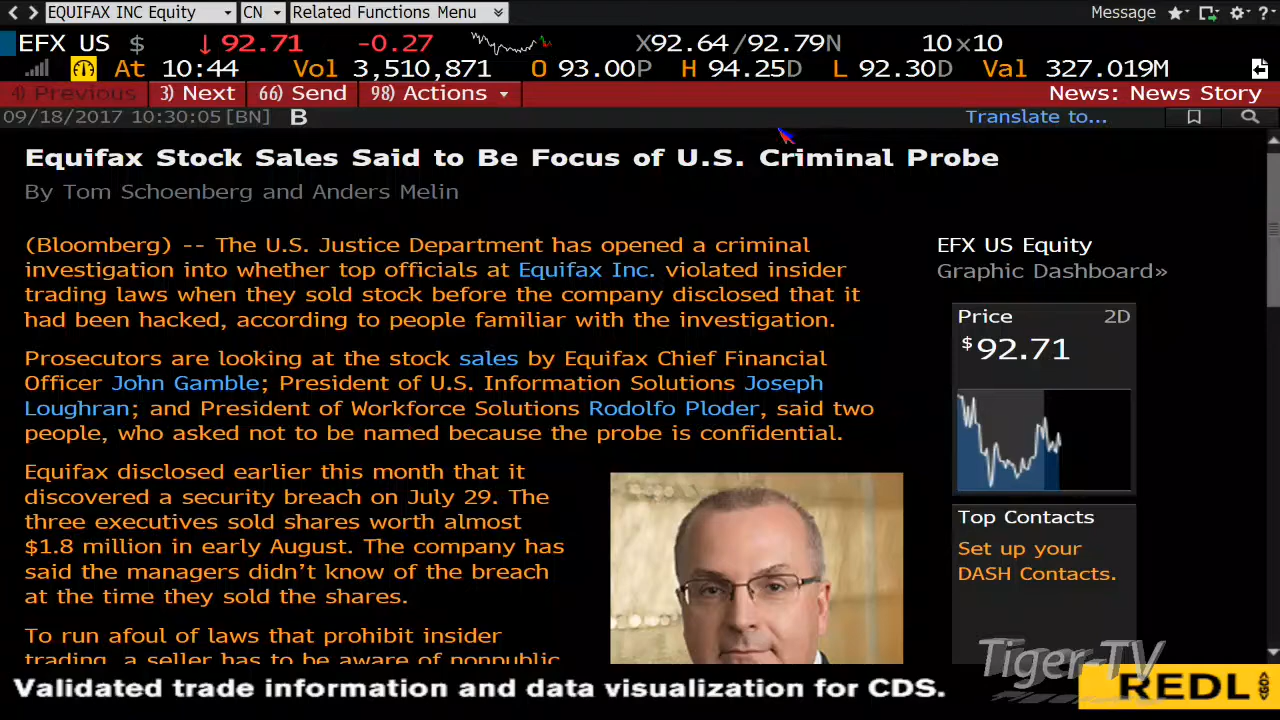 EQUIFAX INC Equity CN Related Functions Menu Message ?
EFX US $ ↓ 92.71 -0.27 X92.64/92.79N 10x10
At 10:44 Vol 3,510,871 O 93.00P H 94.25D L 92.30D Val 327.019M
4) Previous 3) Next 66) Send 98) Actions News: News Story
09/18/2017 10:30:05 [BN] B Translate to...
Equifax Stock Sales Said to Be Focus of U.S. Criminal Probe
By Tom Schoenberg and Anders Melin
(Bloomberg) -- The U.S. Justice Department has opened a criminal
investigation into whether top officials at Equifax Inc. violated insider
trading laws when they sold stock before the company disclosed that it
had been hacked, according to people familiar with the investigation.
Prosecutors are looking at the stock sales by Equifax Chief Financial
Officer John Gamble; President of U.S. Information Solutions Joseph
Loughran; and President of Workforce Solutions Rodolfo Ploder, said two
people, who asked not to be named because the probe is confidential.
Equifax disclosed earlier this month that it
discovered a security breach on July 29. The
three executives sold shares worth almost
$1.8 million in early August. The company has
said the managers didn't know of the breach
at the time they sold the shares.
To run afoul of laws that prohibit insider
trading, a seller has to be aware of nonpublic
EFX US Equity
Graphic Dashboard»
Price 2D
$92.71
Top Contacts
Set up your
DASH Contacts.
Tiger-TV
Validated trade information and data visualization for CDS.
REDL GO